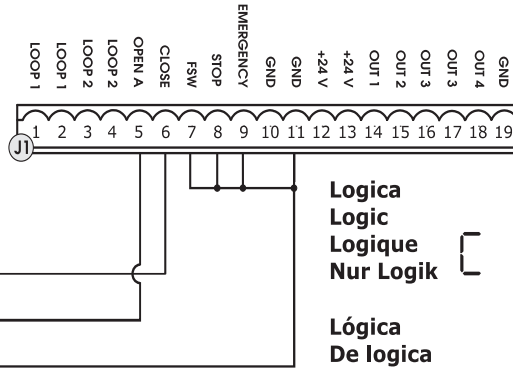 LOOP 1 LOOP 1 LOOP 2 LOOP 2 OPEN A CLOSE FSW STOP EMERGENCY GND GND +24 V +24 V OUT 1 OUT 2 OUT 3 OUT 3 OUT 4 GND
1 2 3 4 5 6 7 8 9 10 11 12 13 14 15 16 17 18 19
J1
Logica
Logic
Logique
Nur Logik
Lógica
De logica